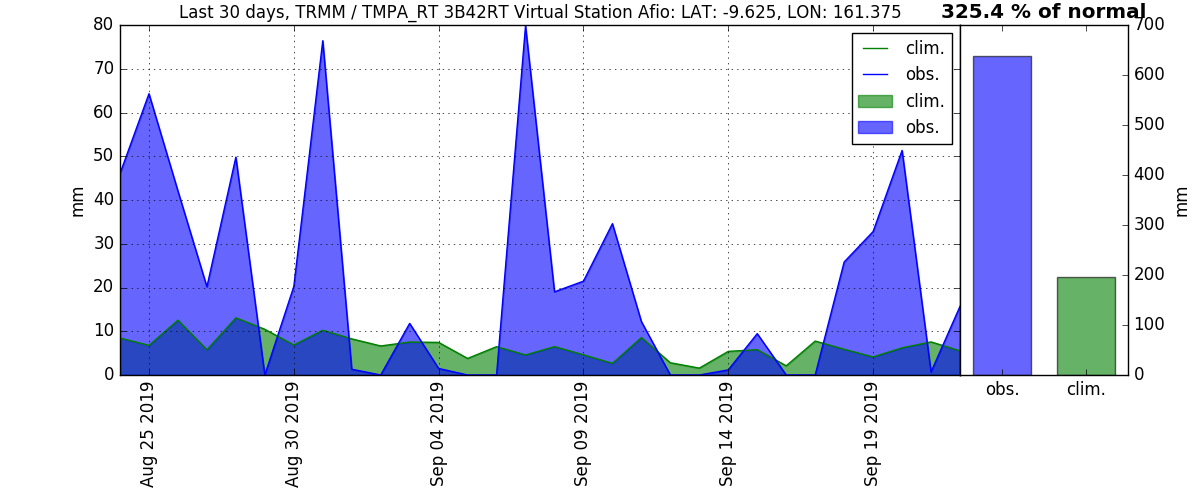 Last 30 days, TRMM / TMPA_RT 3B42RT Virtual Station Afio: LAT: -9.625, LON: 161.375
325.4 % of normal
80
70
60
50
40
30
20
10
0
mm
clim.
obs.
clim.
obs.
Aug 25 2019
Aug 30 2019
Sep 04 2019
Sep 09 2019
Sep 14 2019
Sep 19 2019
700
600
500
400
300
200
100
0
mm
obs.
clim.